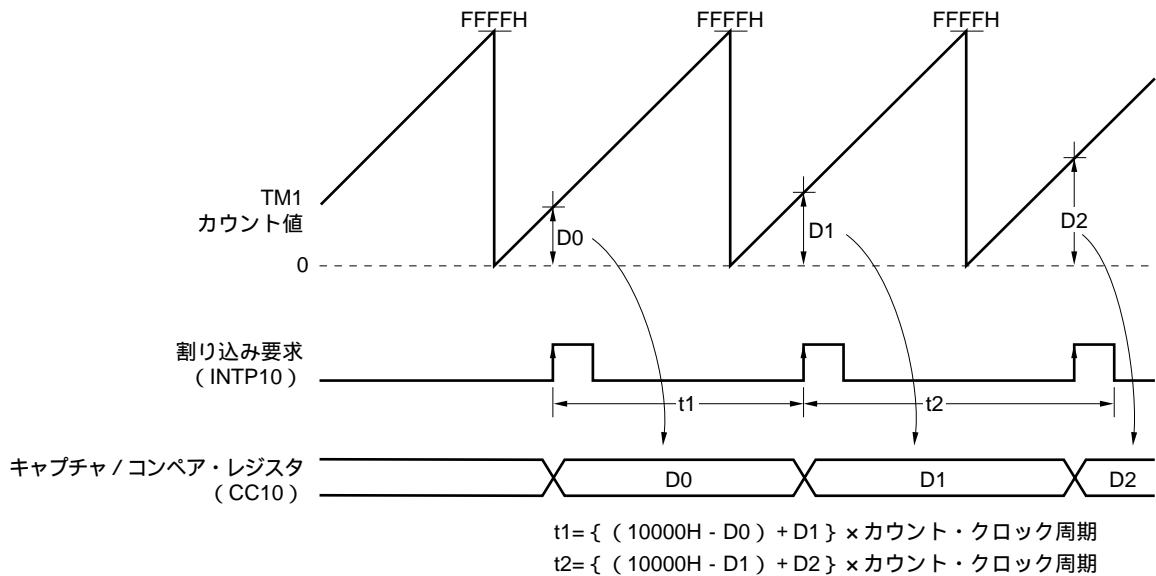 FFFFH FFFFH FFFFH
TM1
カウント値
D0
D1
D2
0
割り込み要求
( INTP10 )
t1
t2
キャプチャ / コンペア・レジスタ
( CC10 )
D0
D1
D2
t1= { ( 10000H - D0 ) + D1 } × カウント・クロック周期
t2= { ( 10000H - D1 ) + D2 } × カウント・クロック周期